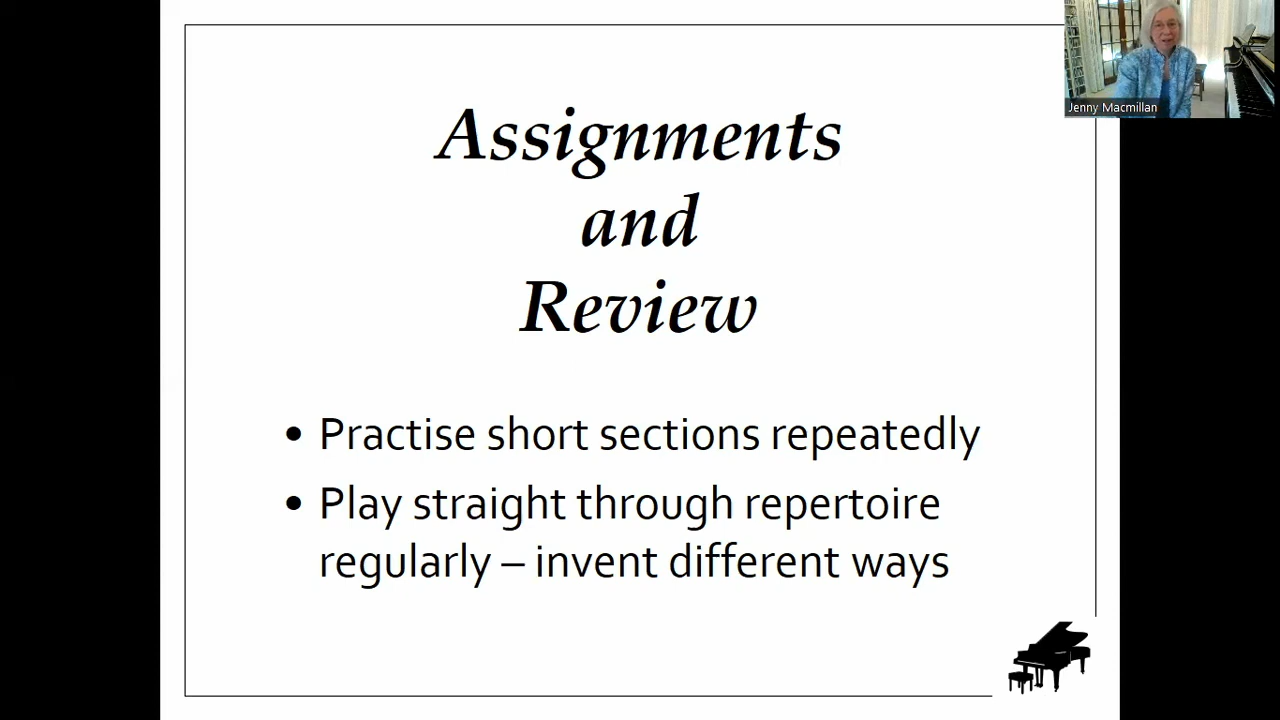 Assignments
and
Review
• Practise short sections repeatedly
• Play straight through repertoire
regularly – invent different ways
Jenny Macmillan